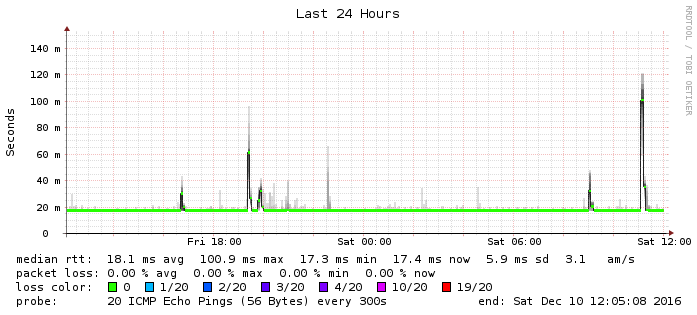 Last 24 Hours
RRDTOOL / TOBI OETIKER
Seconds
140 m
120 m
100 m
80 m
60 m
40 m
20 m
0
Fri 18:00 Sat 00:00 Sat 06:00 Sat 12:00
median rtt: 18.1 ms avg 100.9 ms max 17.3 ms min 17.4 ms now 5.9 ms sd 3.1 am/s
packet loss: 0.00 % avg 0.00 % max 0.00 % min 0.00 % now
loss color: 0 1/20 2/20 3/20 4/20 10/20 19/20
probe: 20 ICMP Echo Pings (56 Bytes) every 300s end: Sat Dec 10 12:05:08 2016